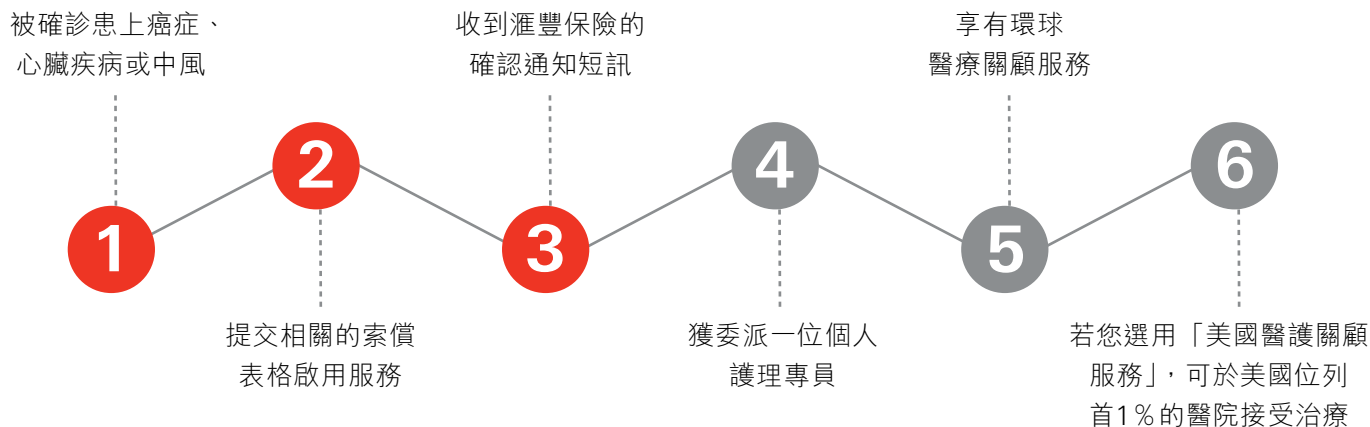 被確診患上癌症、
心臟疾病或中風
1
2
提交相關的索償
表格啟用服務
收到滙豐保險的
確認通知短訊
3
4
獲委派一位個人
護理專員
享有環球
醫療關顧服務
5
6
若您選用「美國醫護關顧
服務」，可於美國位列
首1%的醫院接受治療